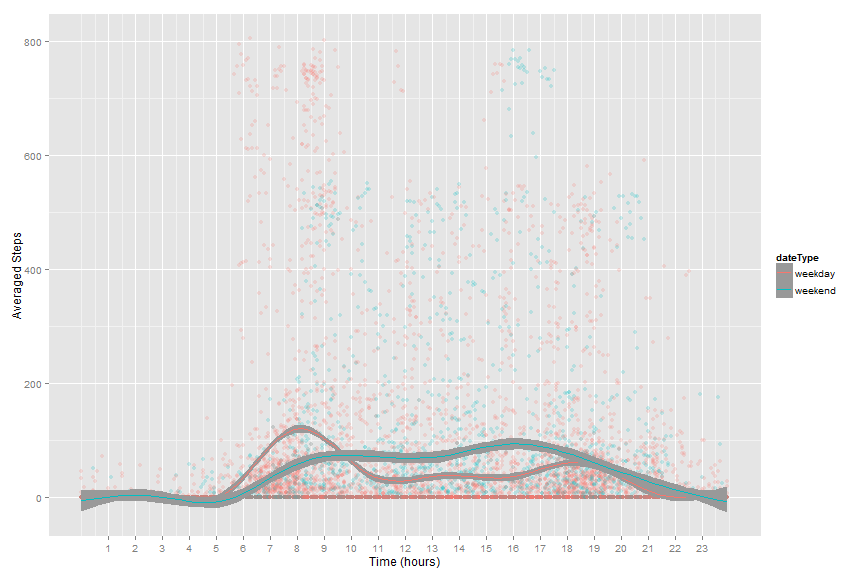 800
600
400
200
0
Averaged Steps
1 2 3 4 5 6 7 8 9 10 11 12 13 14 15 16 17 18 19 20 21 22 23
Time (hours)
dateType
weekday
weekend